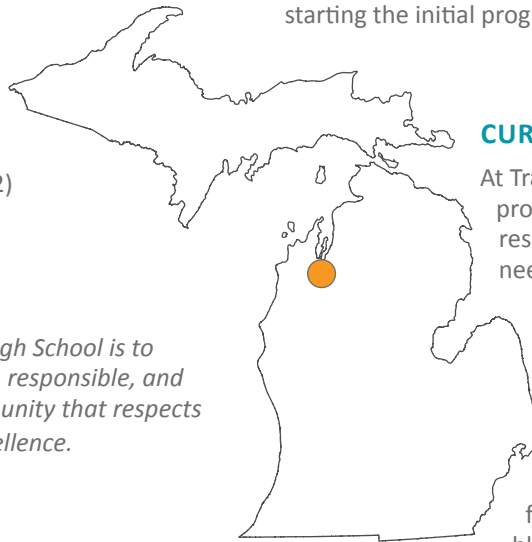 starting the initial prog
2)
gh School is to
responsible, and
unity that respects
ellence.
CUR
At Tra
pro
res
nee
f